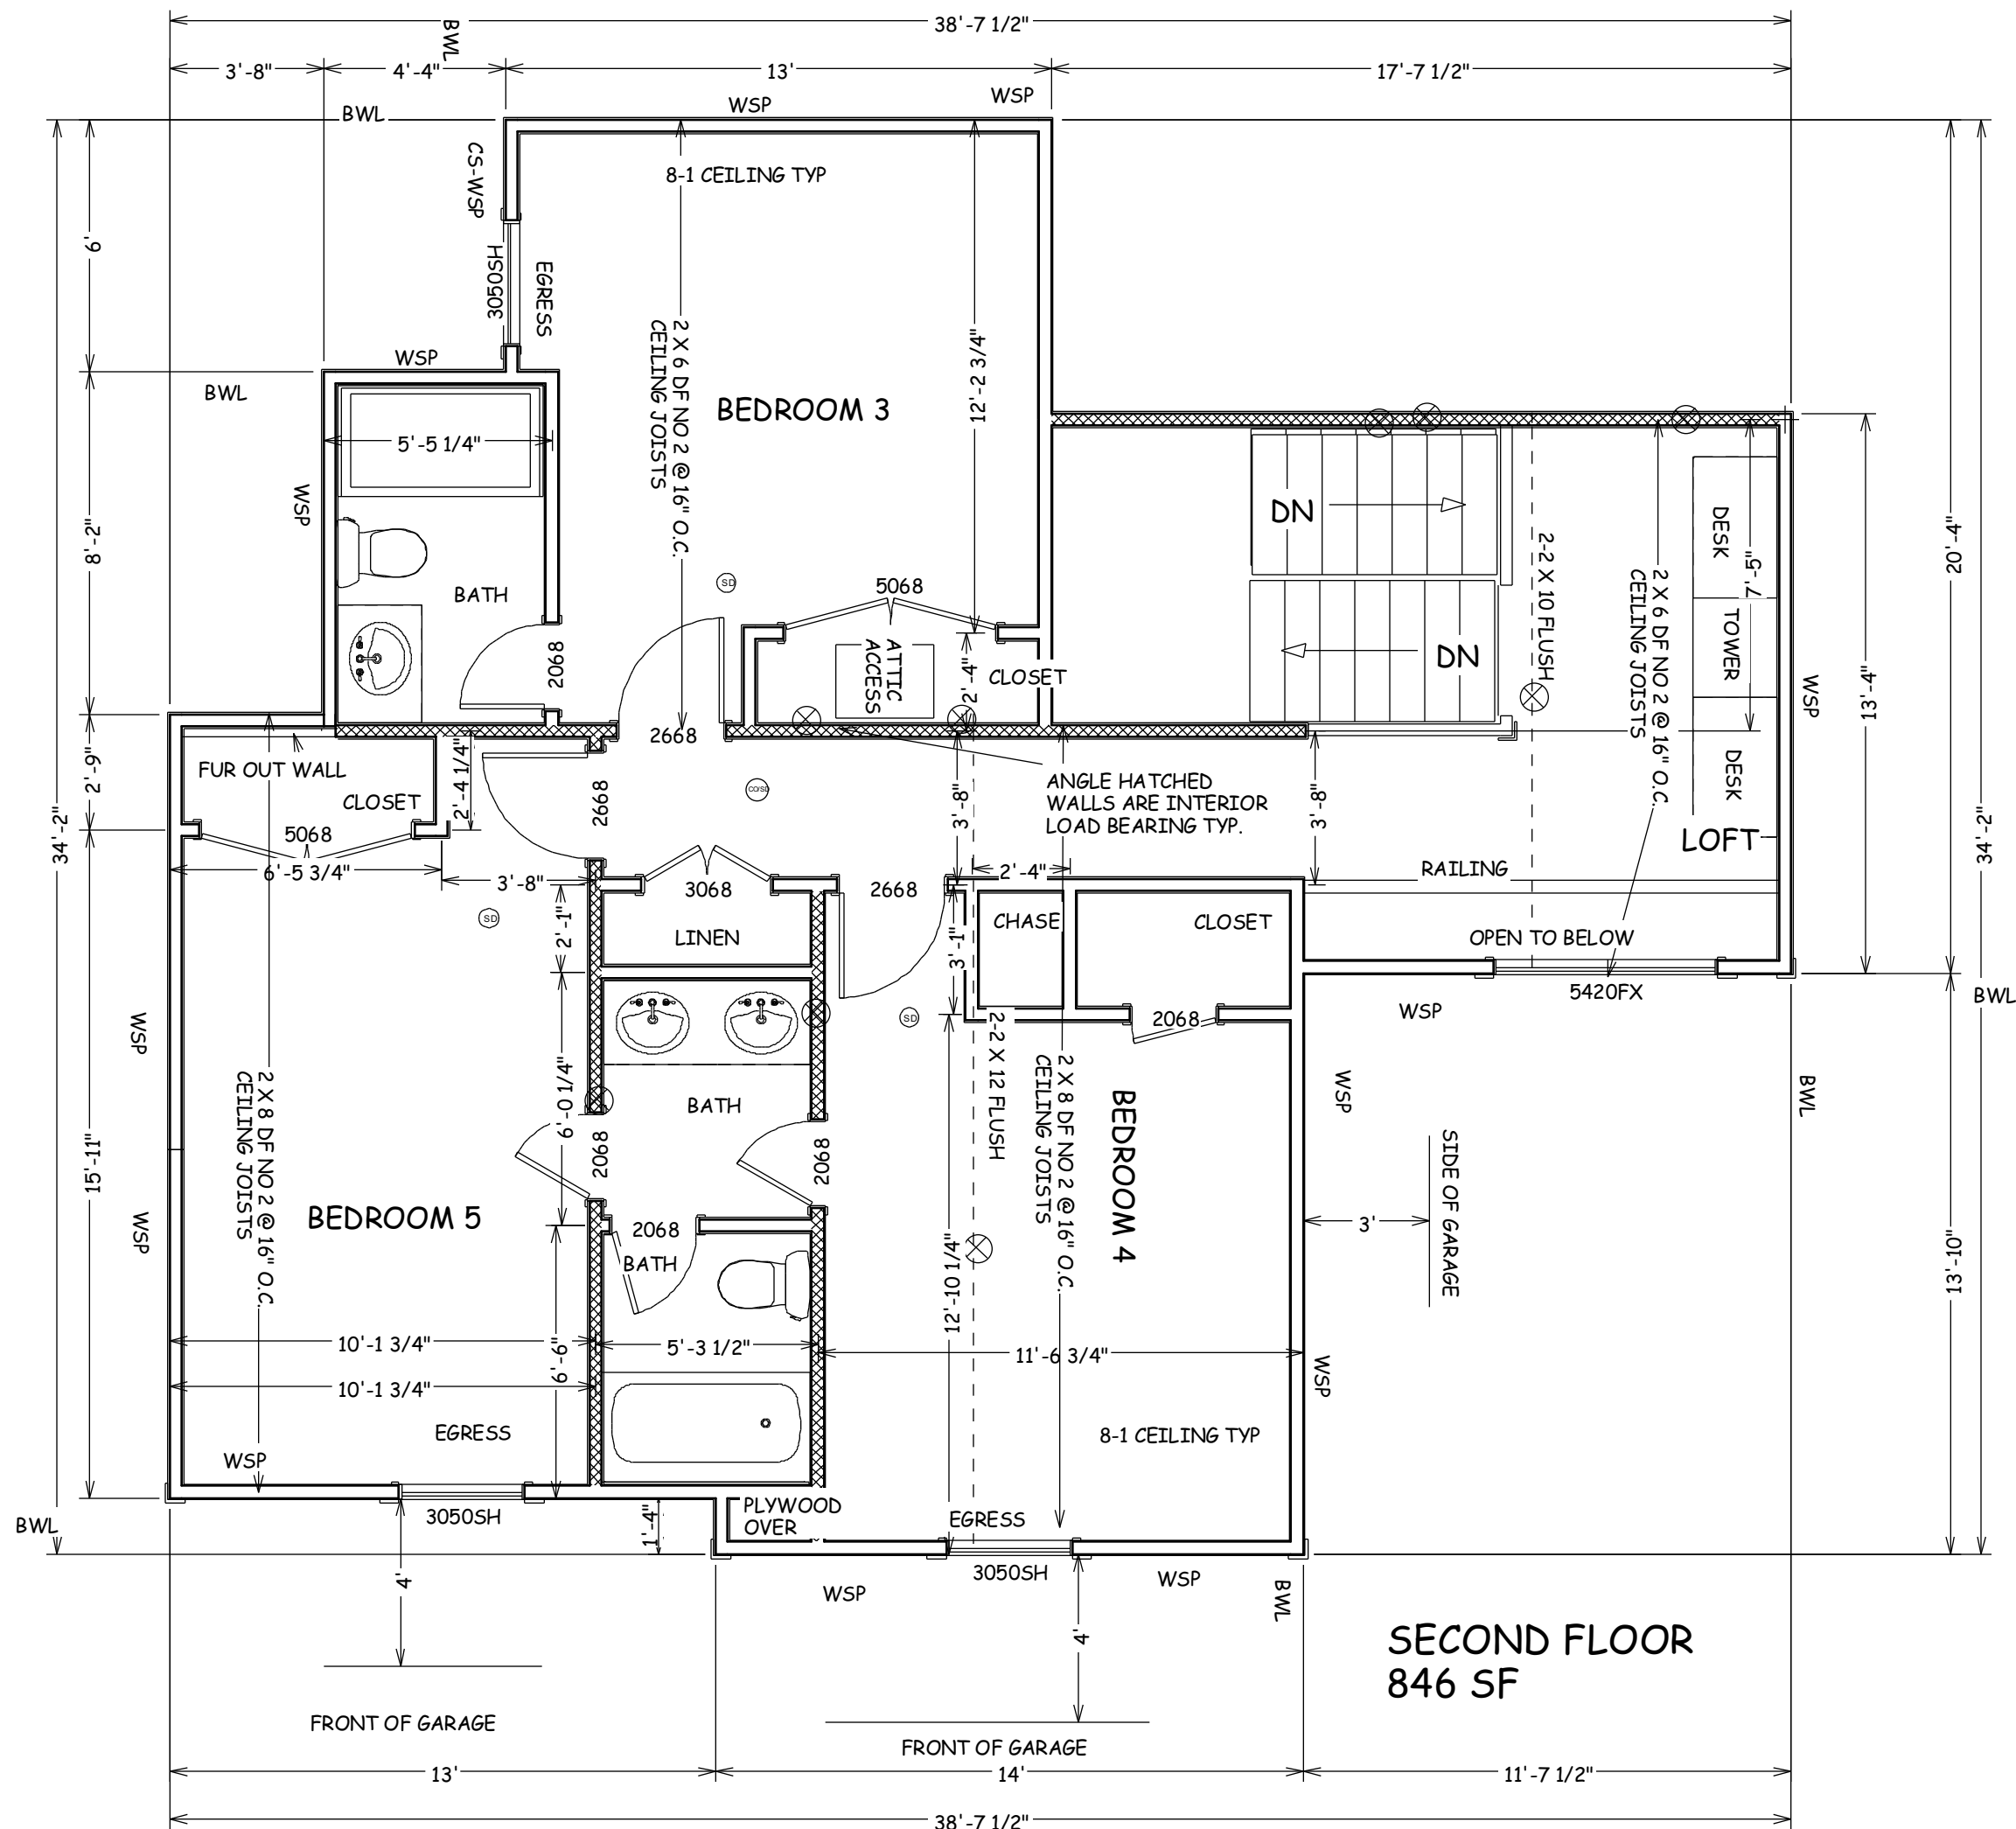 38'-7 1/2"
BWL
3'-8"
4'-4"
13'
17'-7 1/2"
WSP
WSP
BWL
CS-WSP
8-1 CEILING TYP
6'
3050SH
EGRESS
2 X 6 DF NO 2 @ 16" O.C.
CEILING JOISTS
12'-2 3/4"
WSP
BWL
BEDROOM 3
5'-5 1/4"
WSP
DN
DESK
2-2 X 10 FLUSH
7'-5"
20'-4"
8'-2"
SD
5068
BATH
2 X 6 DF NO 2 @ 16" O.C.
CEILING JOISTS
TOWER
2068
ATTIC
ACCESS
2'-4"
CLOSET
DN
WSP
13'-4"
2668
FUR OUT WALL
2'-9"
CLOSET
2'-4 1/4"
2668
CO/SD
ANGLE HATCHED
WALLS ARE INTERIOR
LOAD BEARING TYP.
3'-8"
3'-8"
DESK
LOFT
34'-2"
34'-2"
5068
6'-5 3/4"
3'-8"
3068
2668
2'-4"
RAILING
SD
2'-1"
LINEN
CHASE
CLOSET
3'-1"
OPEN TO BELOW
5420FX
BWL
WSP
WSP
SD
2068
2-2 X 12 FLUSH
2 X 8 DF NO 2 @ 16" O.C.
CEILING JOISTS
6'-0 1/4"
BATH
2 X 8 DF NO 2 @ 16" O.C.
CEILING JOISTS
BEDROOM 4
WSP
BWL
15'-11"
2068
2068
SIDE OF GARAGE
WSP
BEDROOM 5
2068
BATH
3'
13'-10"
12'-10 1/4"
10'-1 3/4"
5'-3 1/2"
11'-6 3/4"
6'-6"
WSP
10'-1 3/4"
EGRESS
8-1 CEILING TYP
WSP
3050SH
PLYWOOD
OVER
EGRESS
BWL
1'-4"
3050SH
4'
WSP
WSP
BWL
4'
SECOND FLOOR
846 SF
FRONT OF GARAGE
FRONT OF GARAGE
13'
14'
11'-7 1/2"
38'-7 1/2"